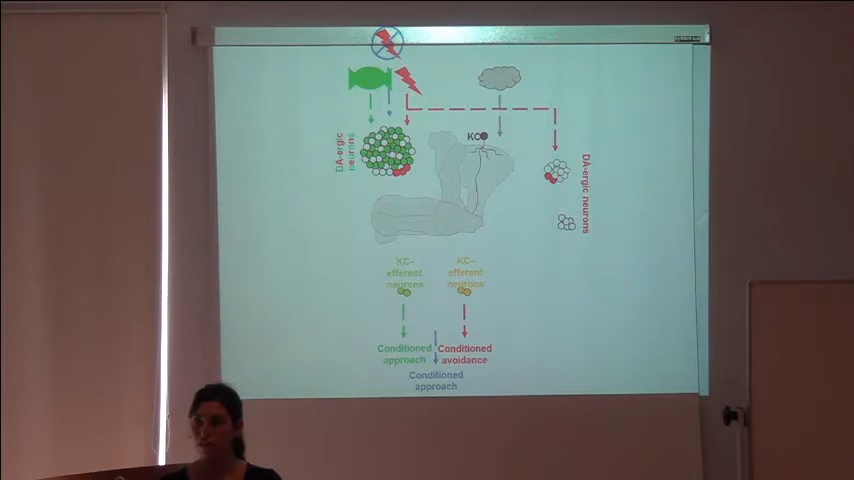 KC
DA-ergic
neurons
DA-ergic neurons
KC-
efferent
neurons
KC-
efferent
neurons
Conditioned
approach
Conditioned
avoidance
Conditioned
approach